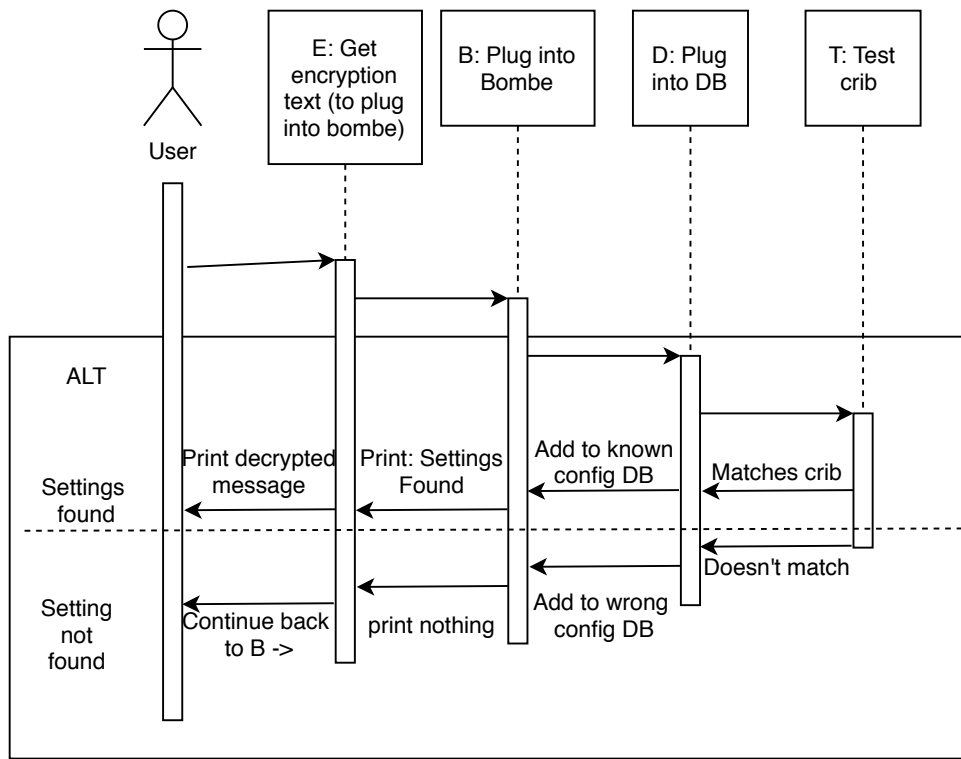 E: Get
encryption
text (to plug
into bombe)
B: Plug into
Bombe
D: Plug
into DB
T: Test
crib
User
ALT
Settings
found
Print decrypted
message
Print: Settings
Found
Add to known
config DB
Matches crib
Setting
not
found
Continue back
to B ->
print nothing
Add to wrong
config DB
Doesn't match